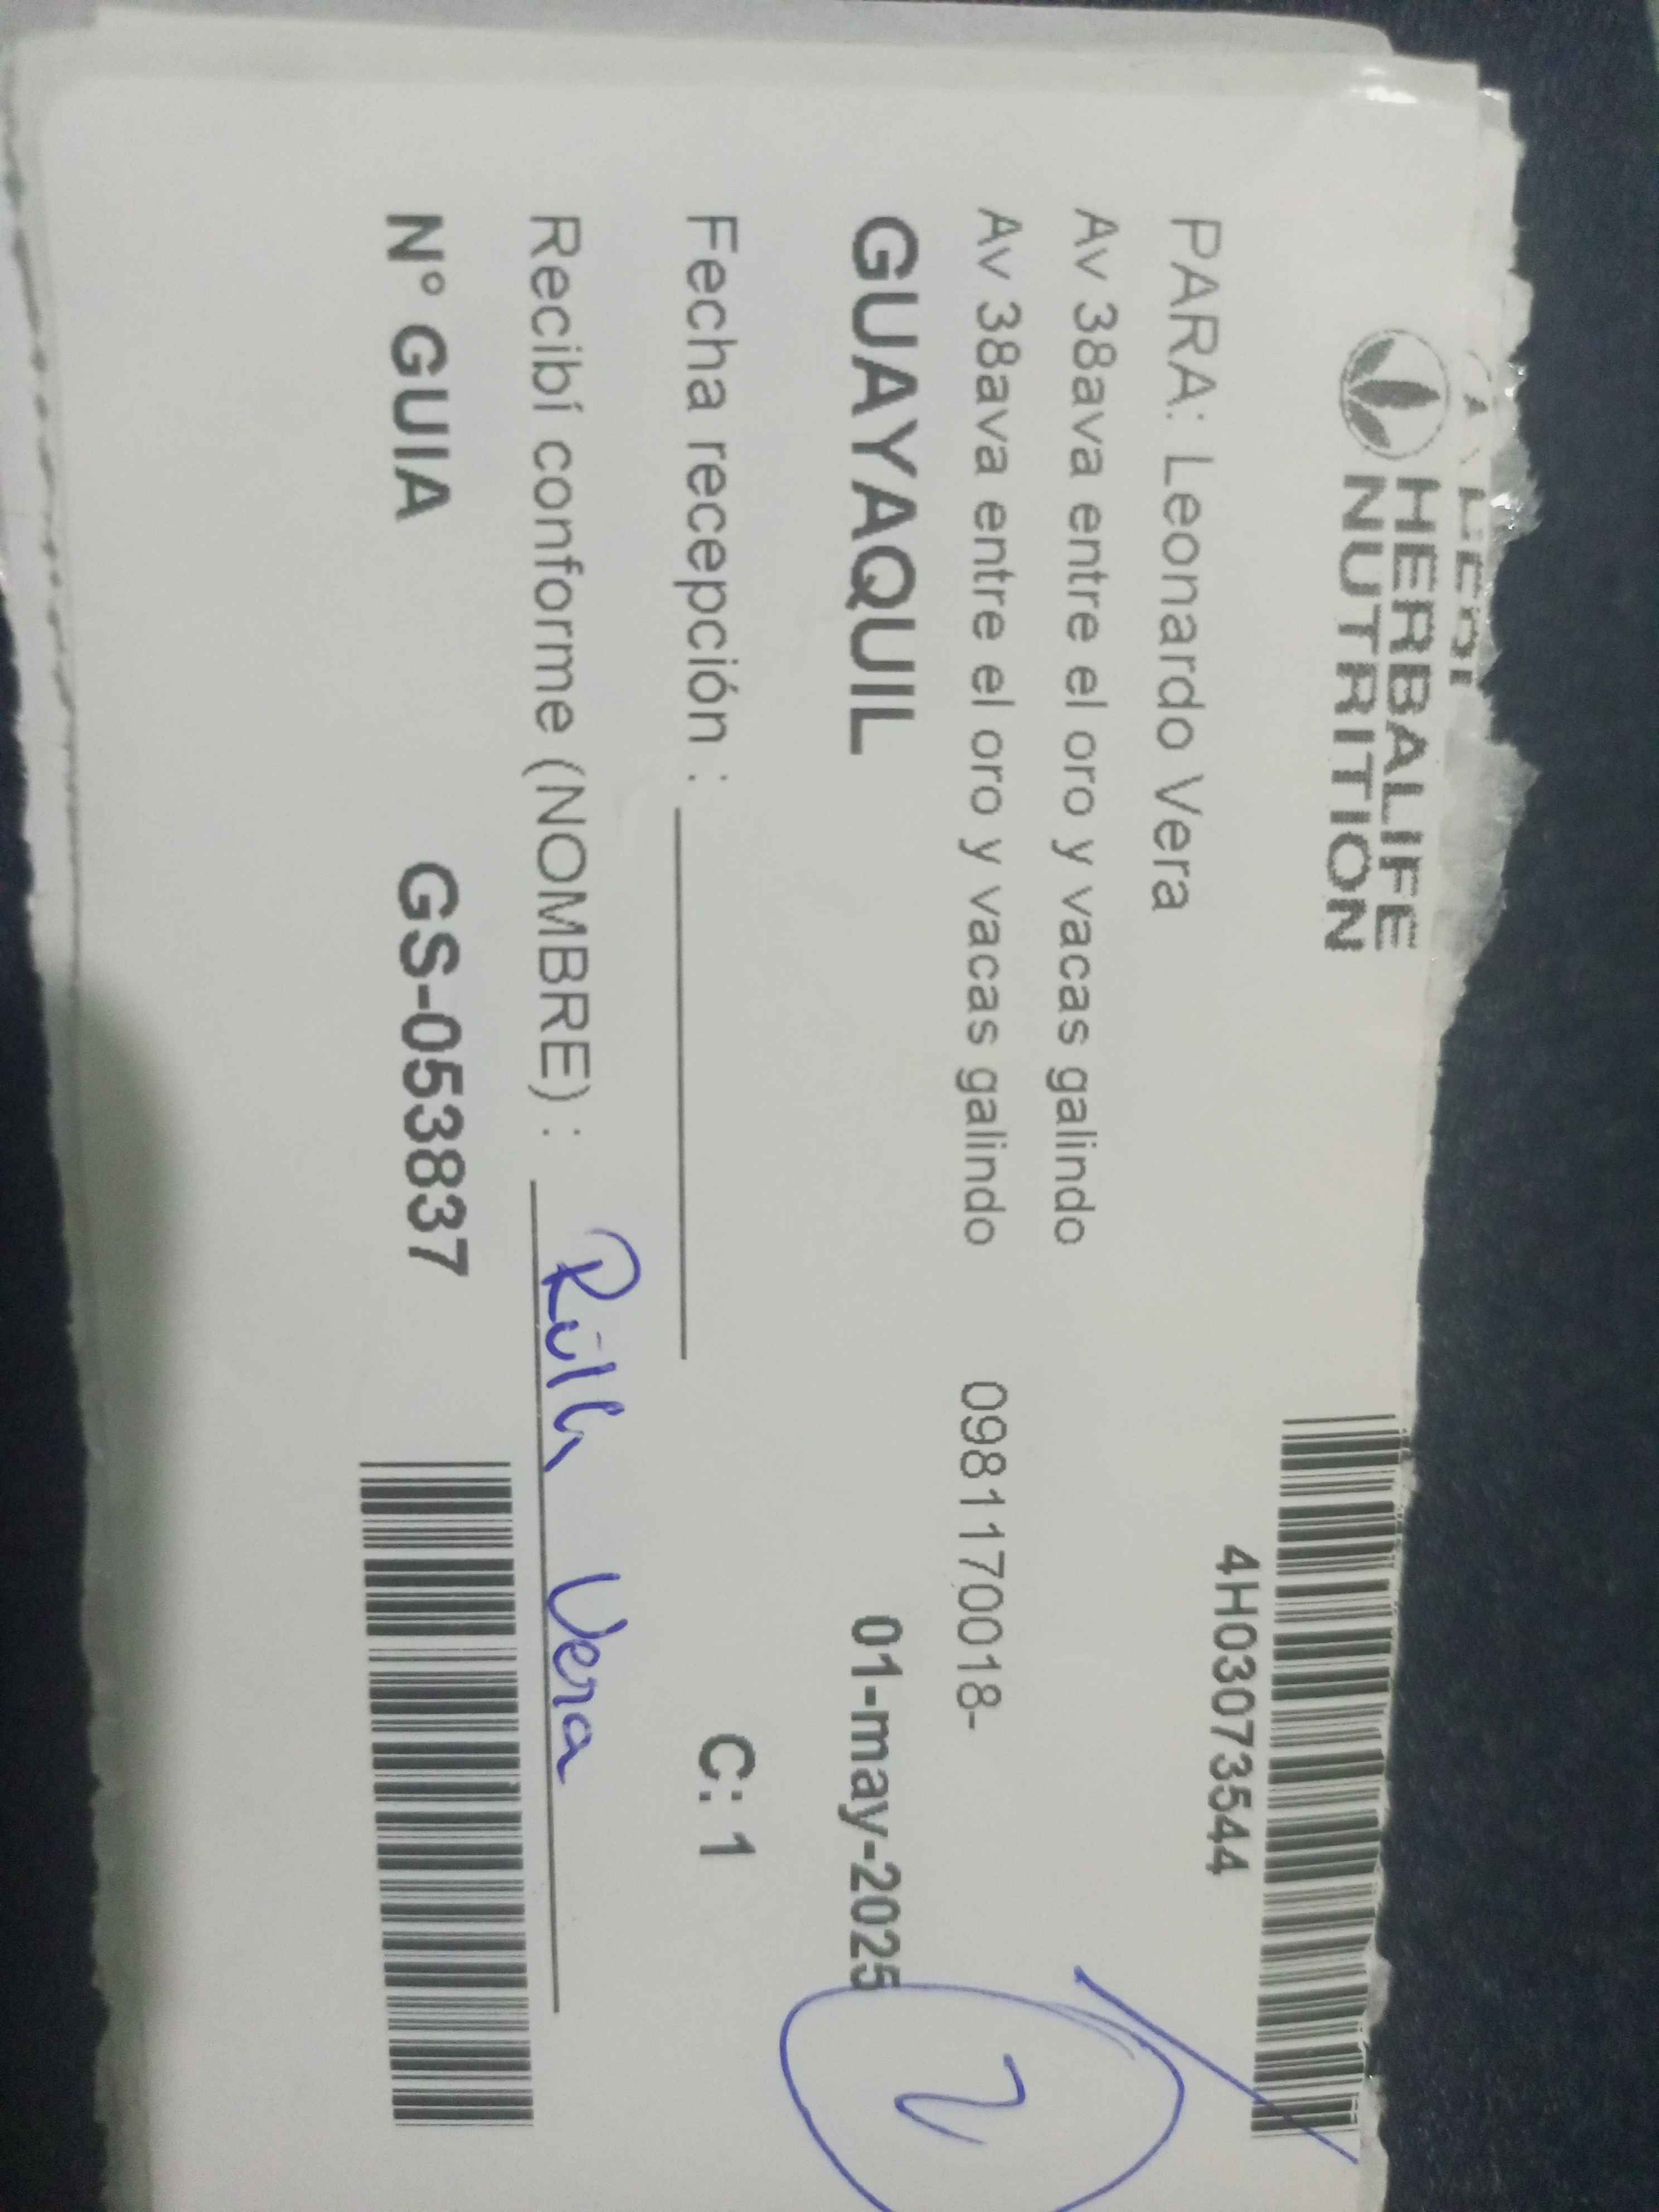 HERBALIFE
NUTRITION
4H03073544
PARA: Leonardo Vera
Av 38ava entre el oro y vacas galindo
Av 38ava entre el oro y vacas galindo 0981170018-
GUAYAQUIL 01-may-2025
2
Fecha recepción : C: 1
Recibí conforme (NOMBRE) : Vera
N° GUIA GS-053837